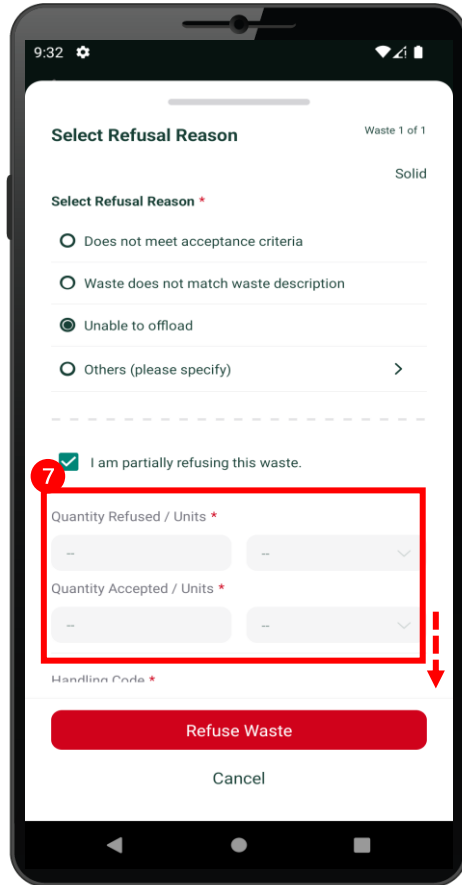 9:32
Select Refusal Reason
Waste 1 of 1
Solid
Select Refusal Reason *
Does not meet acceptance criteria
Waste does not match waste description
Unable to offload
Others (please specify)
I am partially refusing this waste.
7
Quantity Refused / Units *
-- --
Quantity Accepted / Units *
-- --
Handling Code *
Refuse Waste
Cancel